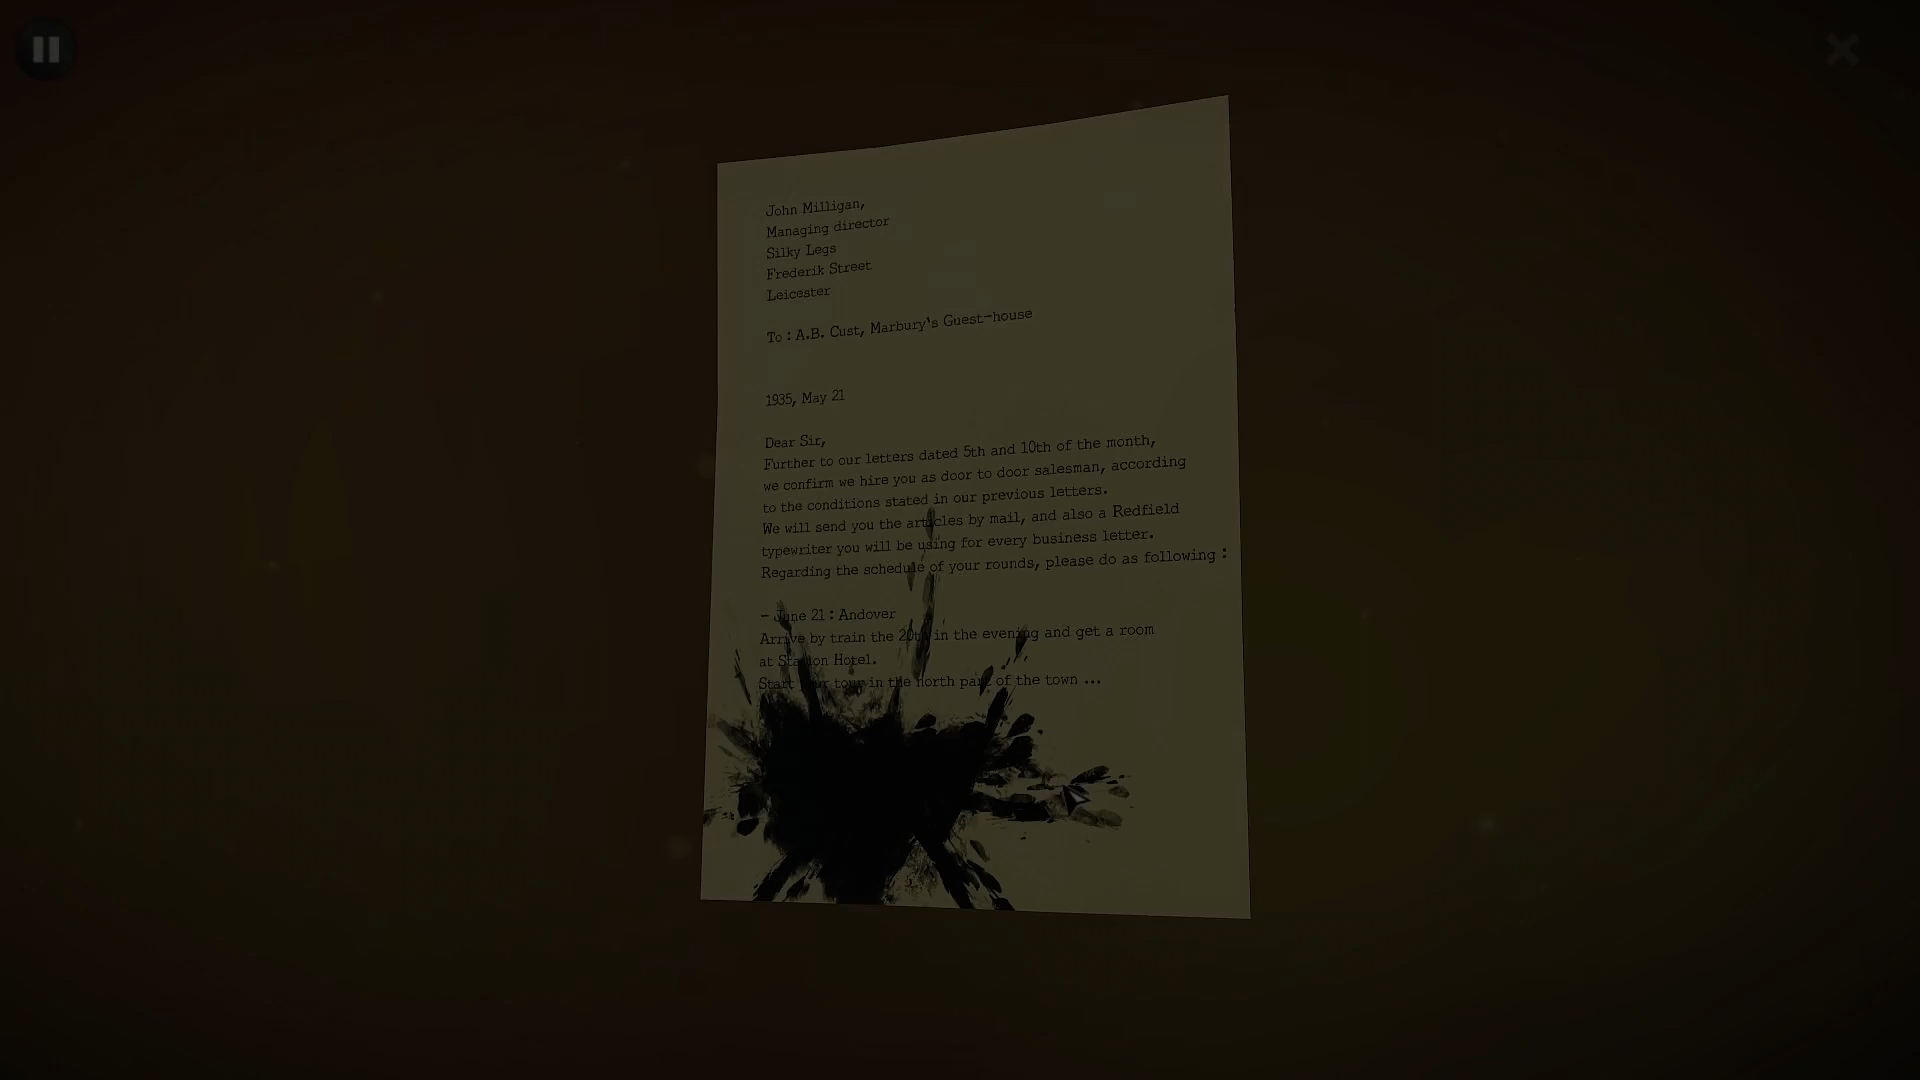 John Milligan,
Managing director
Silky Legs
Frederik Street
Leicester
To : A.B. Cust, Marbury's Guest-house
1935, May 21
Dear Sir,
Further to our letters dated 5th and 10th of the month,
we confirm we hire you as door to door salesman, according
to the conditions stated in our previous letters.
We will send you the articles by mail, and also a Redfield
typewriter you will be using for every business letter.
Regarding the schedule of your rounds, please do as following :
- June 21 : Andover
Arrive by train the 20th in the evening and get a room
at Station Hotel.
Start your tour in the north part of the town ...